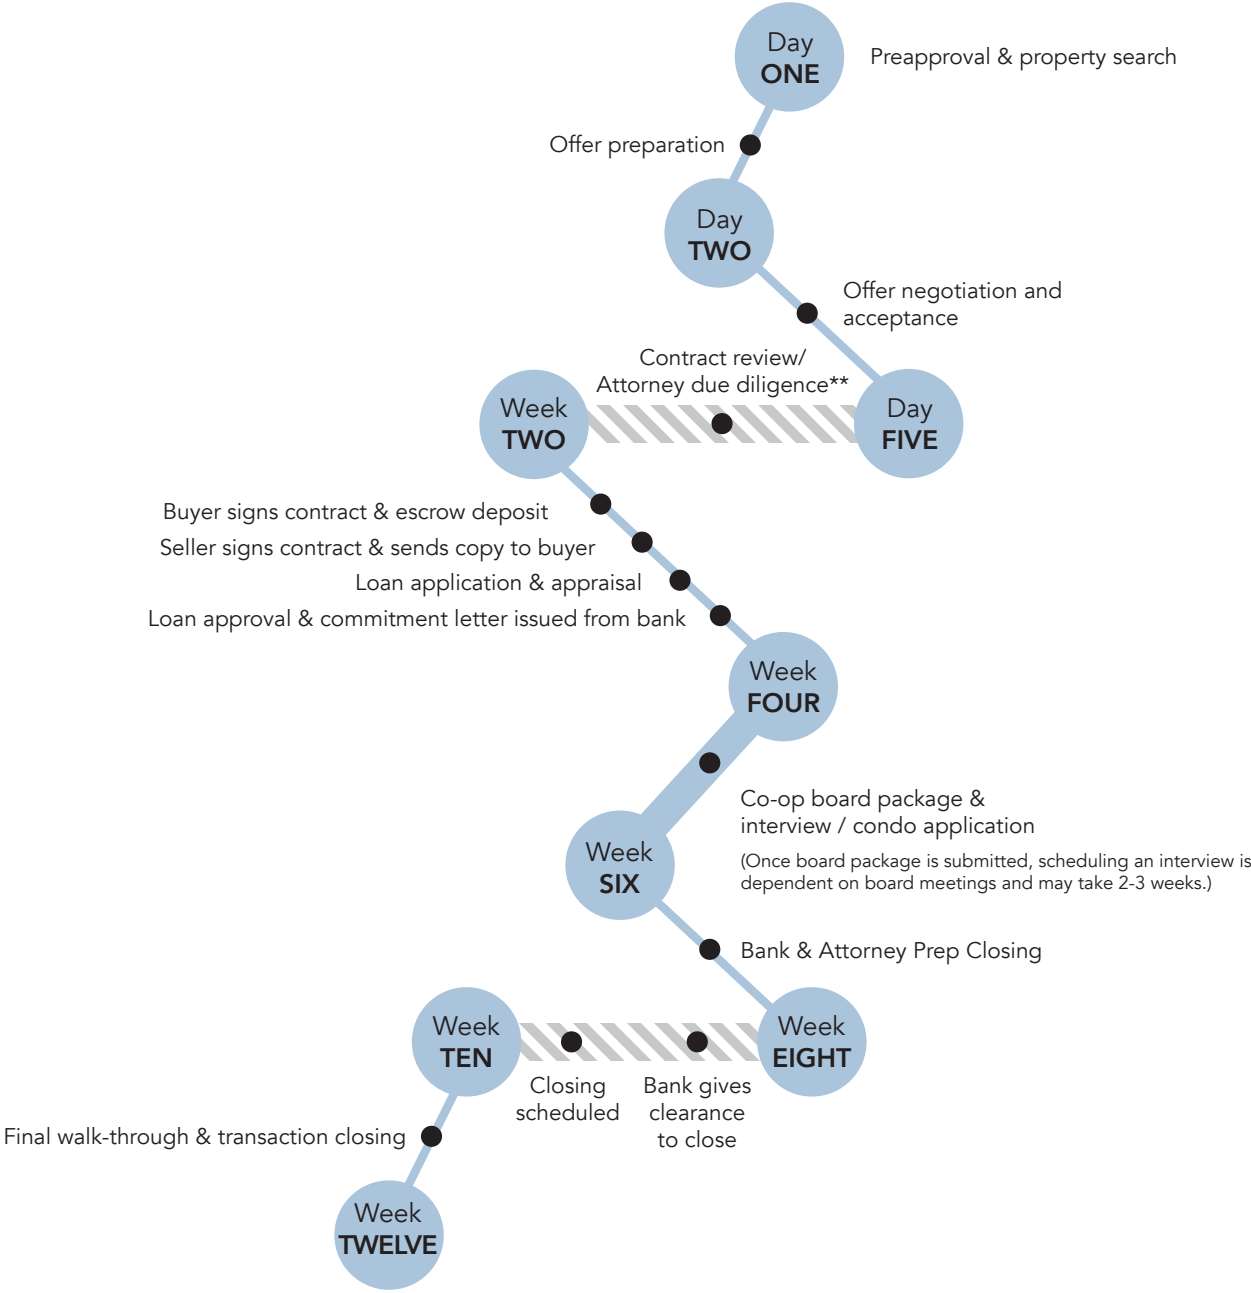 Day
ONE
Preapproval & property search
Offer preparation
Day
TWO
Offer negotiation and
acceptance
Contract review/
Attorney due diligence**
Week
TWO
Day
FIVE
Buyer signs contract & escrow deposit
Seller signs contract & sends copy to buyer
Loan application & appraisal
Loan approval & commitment letter issued from bank
Week
FOUR
Co-op board package &
interview / condo application
(Once board package is submitted, scheduling an interview is
dependent on board meetings and may take 2-3 weeks.)
Week
SIX
Bank & Attorney Prep Closing
Week
TEN
Week
EIGHT
Closing
scheduled
Bank gives
clearance
to close
Final walk-through & transaction closing
Week
TWELVE